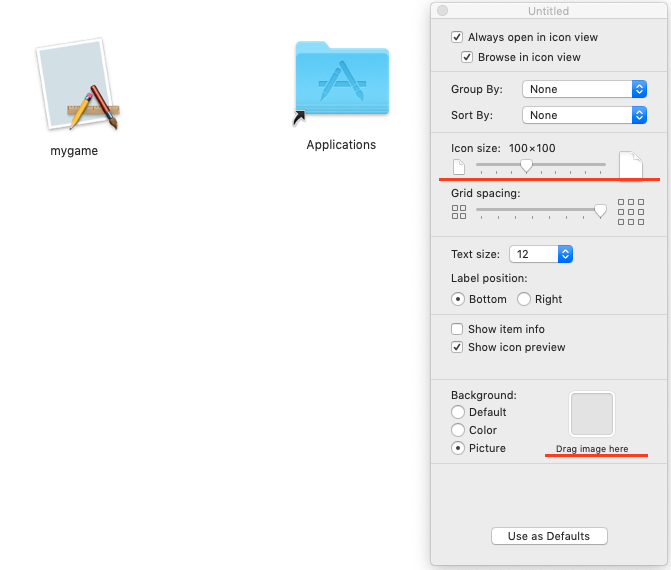 mygame
Applications
Untitled
Always open in icon view
Browse in icon view
Group By: None
Sort By: None
Icon size: 100×100
Grid spacing:
Text size: 12
Label position:
Bottom Right
Show item info
Show icon preview
Background:
Default
Color
Picture
Drag image here
Use as Defaults